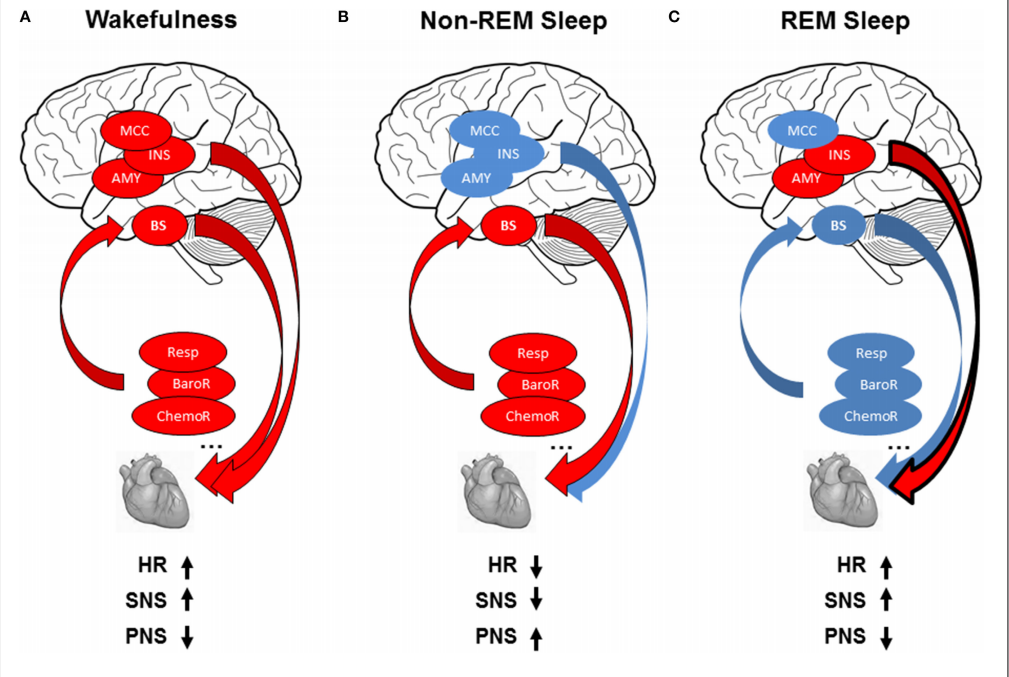 A Wakefulness
MCC
INS
AMY
BS
Resp
BaroR
ChemoR
...
HR
SNS
PNS
B Non-REM Sleep
MCC
INS
AMY
BS
Resp
BaroR
ChemoR
...
HR
SNS
PNS
C REM Sleep
MCC
INS
AMY
BS
Resp
BaroR
ChemoR
...
HR
SNS
PNS